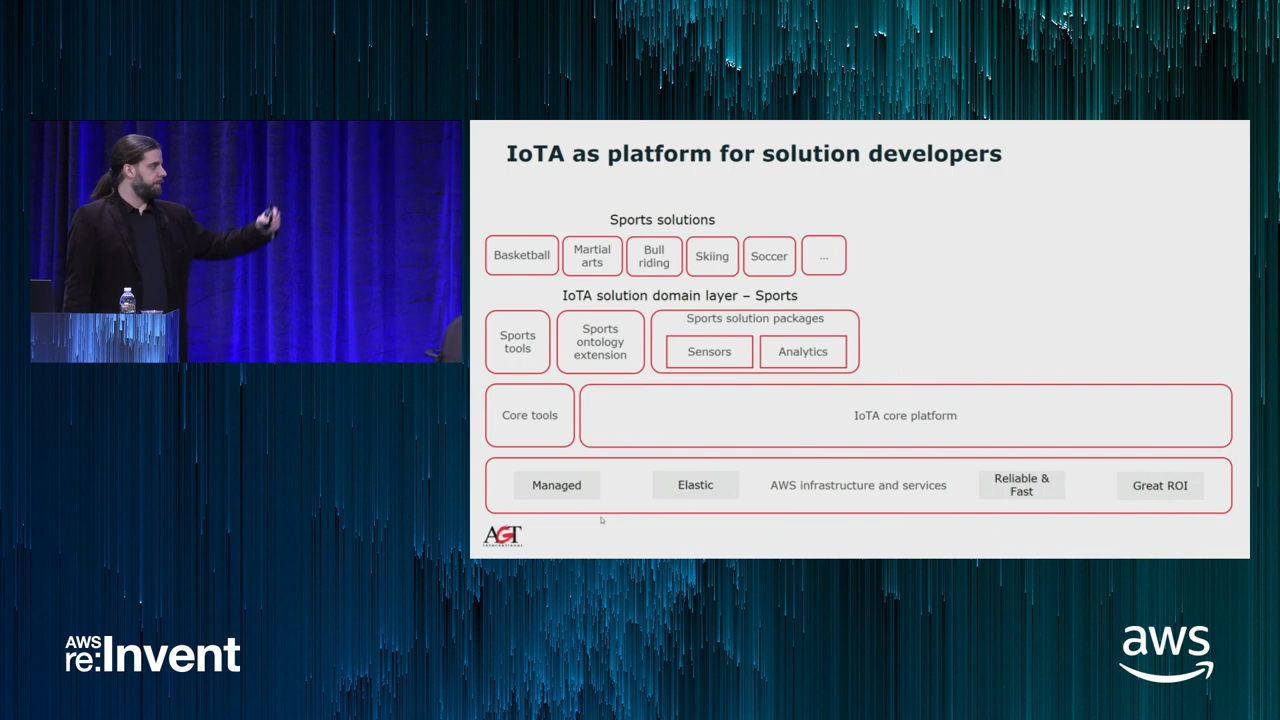 IoTA as platform for solution developers
Sports solutions
Basketball
Martial
arts
Bull
riding
Skiing
Soccer
...
IoTA solution domain layer – Sports
Sports
tools
Sports
ontology
extension
Sports solution packages
Sensors
Analytics
Core tools
IoTA core platform
Managed
Elastic
AWS infrastructure and services
Reliable &
Fast
Great ROI
AGT
international
AWS
re:Invent
aws